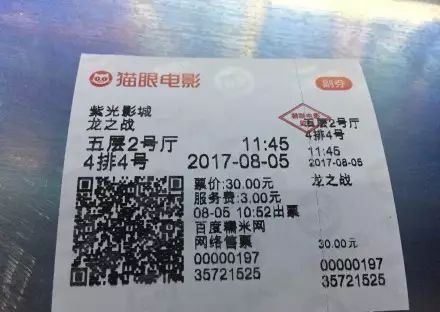 猫眼电影
副券
紫光影城
龙之战
五层2号厅 11:45
4排4号 2017-08-05
票价:30.00元
服务费:3.00元
08-05 10:52出票
百度糯米网
网络售票
00000197
35721525
五层2号厅
4排4号
11:45
2017-08-05
龙之战
30.00元
00000197
35721525